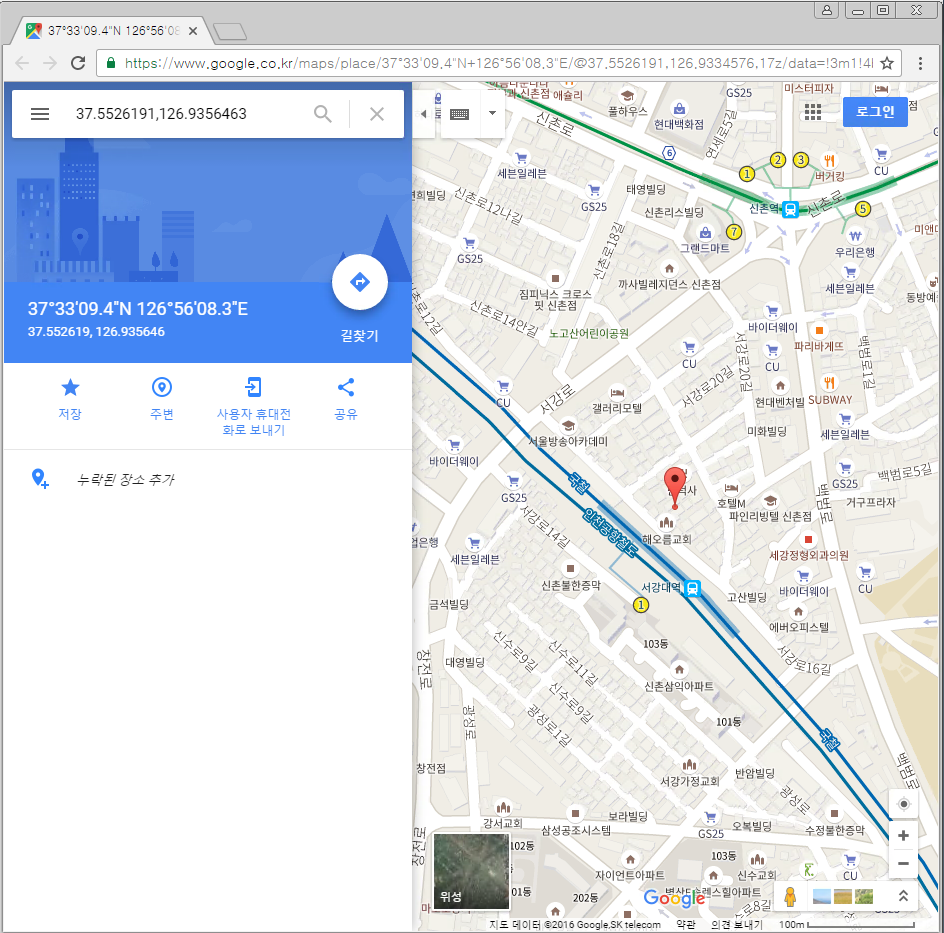 37°33'09.4"N 126°56'08
https://www.google.co.kr/maps/place/37°33'09.4"N+126°56'08.3"E/@37.5526191,126.9334576,17z/data=!3m1!4l
37.5526191,126.9356463
로그인
37°33'09.4"N 126°56'08.3"E
37.552619, 126.935646
길찾기
저장
주변
사용자 휴대전
화로 보내기
공유
누락된 장소 추가
애슐리
풀하우스
GS25
미스터피자
신촌로
현대백화점
연세로5길
6
1
2
3
버거킹
CU
세븐일레븐
태영빌딩
GS25
신촌로12나길
신촌리스빌딩
신촌역
신촌로
5
7
그랜드마트
우리은행
GS25
신촌로18길
까사빌레지던스 신촌점
세븐일레븐
짐피닉스 크로스
핏 신촌점
신촌로12길
신촌로14안길
노고산어린이공원
바이더웨이
파리바게뜨
CU
서강로20길
CU
백범로1길
CU
서강로
갤러리모텔
서강로20길
현대벤처빌
SUBWAY
미화빌딩
세븐일레븐
서울방송아카데미
바이더웨이
국철
GS25
호텔M
GS25
백범로5길
백범로
파인리빙텔 신촌점
거구프라자
인천공항철도
서강로14길
해오름교회
세븐일레븐
세강정형외과의원
신촌불한증막
서강대역
고산빌딩
바이더웨이
CU
금석빌딩
1
에버오피스텔
103동
신수로9길
신수로11길
대영빌딩
창전로
신촌삼익아파트
서강로16길
신수로9길
광성로
광성로1길
101동
국철
창전점
서강가정교회
반암빌딩
광성로
백범로
강서교회
삼성공조시스템
보라빌딩
GS25
오복빌딩
수정불한증막
창전로
102동
103동
자이언트아파트
신수교회
CU
위성
01동
202동
Google
지도 데이터 ©2016 Google,SK telecom
약관
의견 보내기
100m